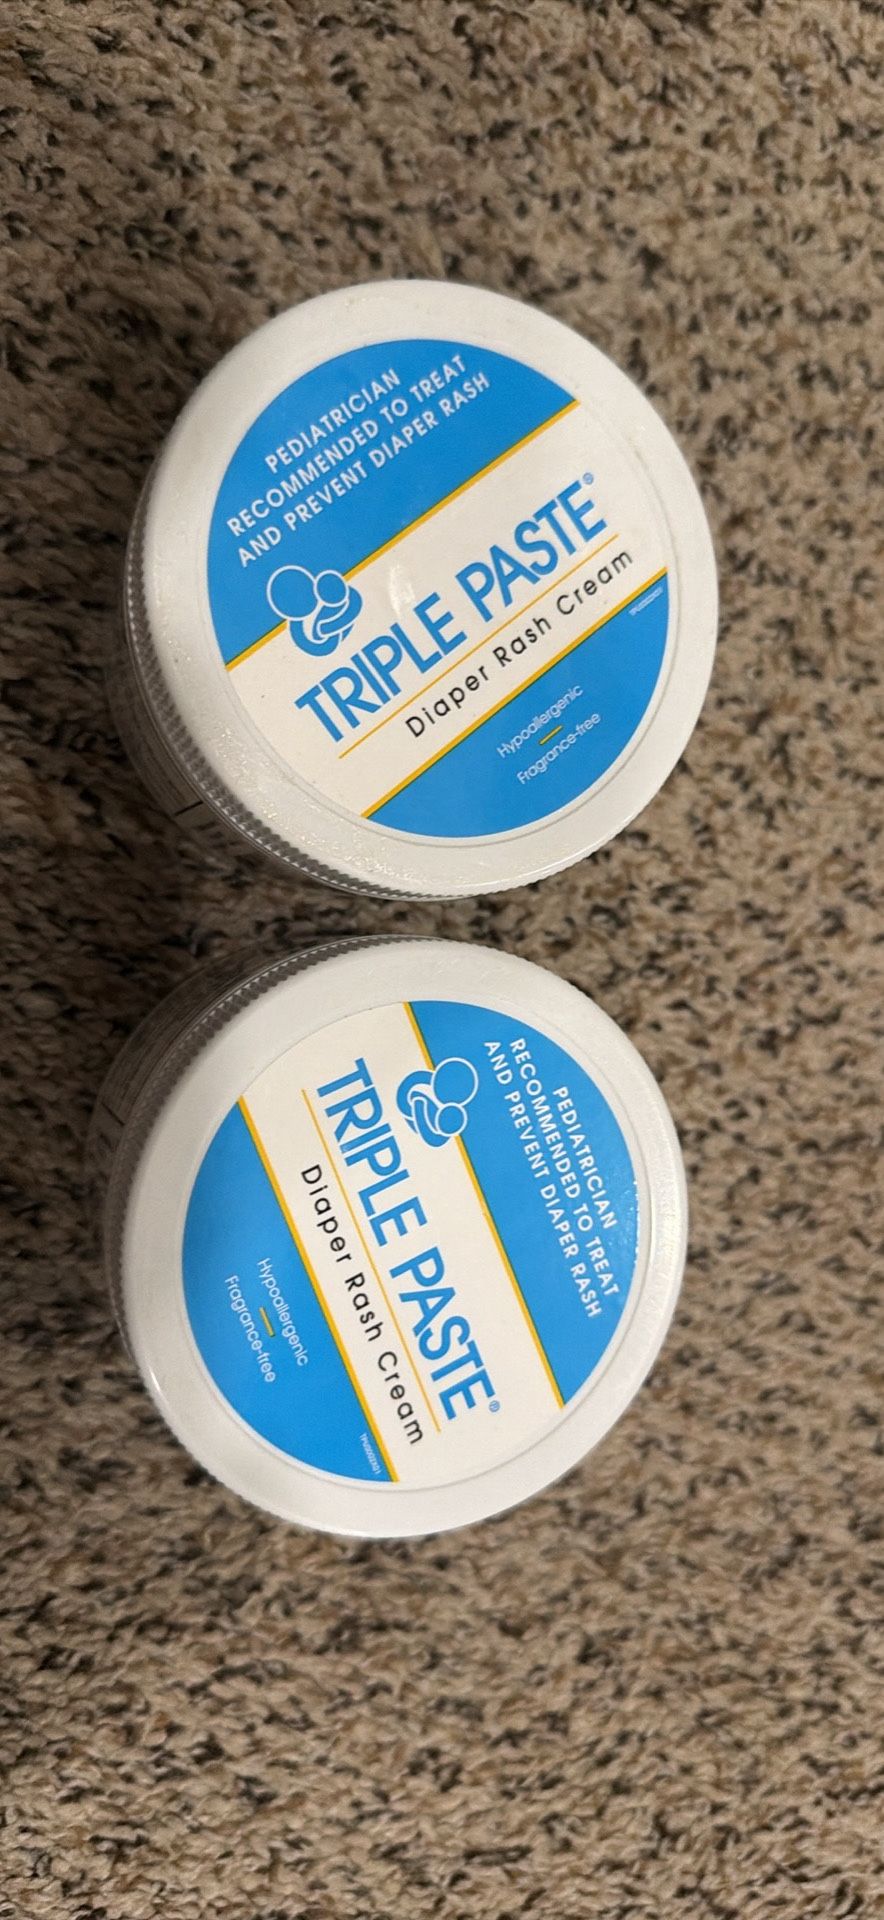 PEDIATRICIAN
RECOMMENDED TO TREAT
AND PREVENT DIAPER RASH
TRIPLE PASTE®
Diaper Rash Cream
Hypoallergenic
Fragrance-free
PEDIATRICIAN
RECOMMENDED TO TREAT
AND PREVENT DIAPER RASH
TRIPLE PASTE®
Diaper Rash Cream
Hypoallergenic
Fragrance-free